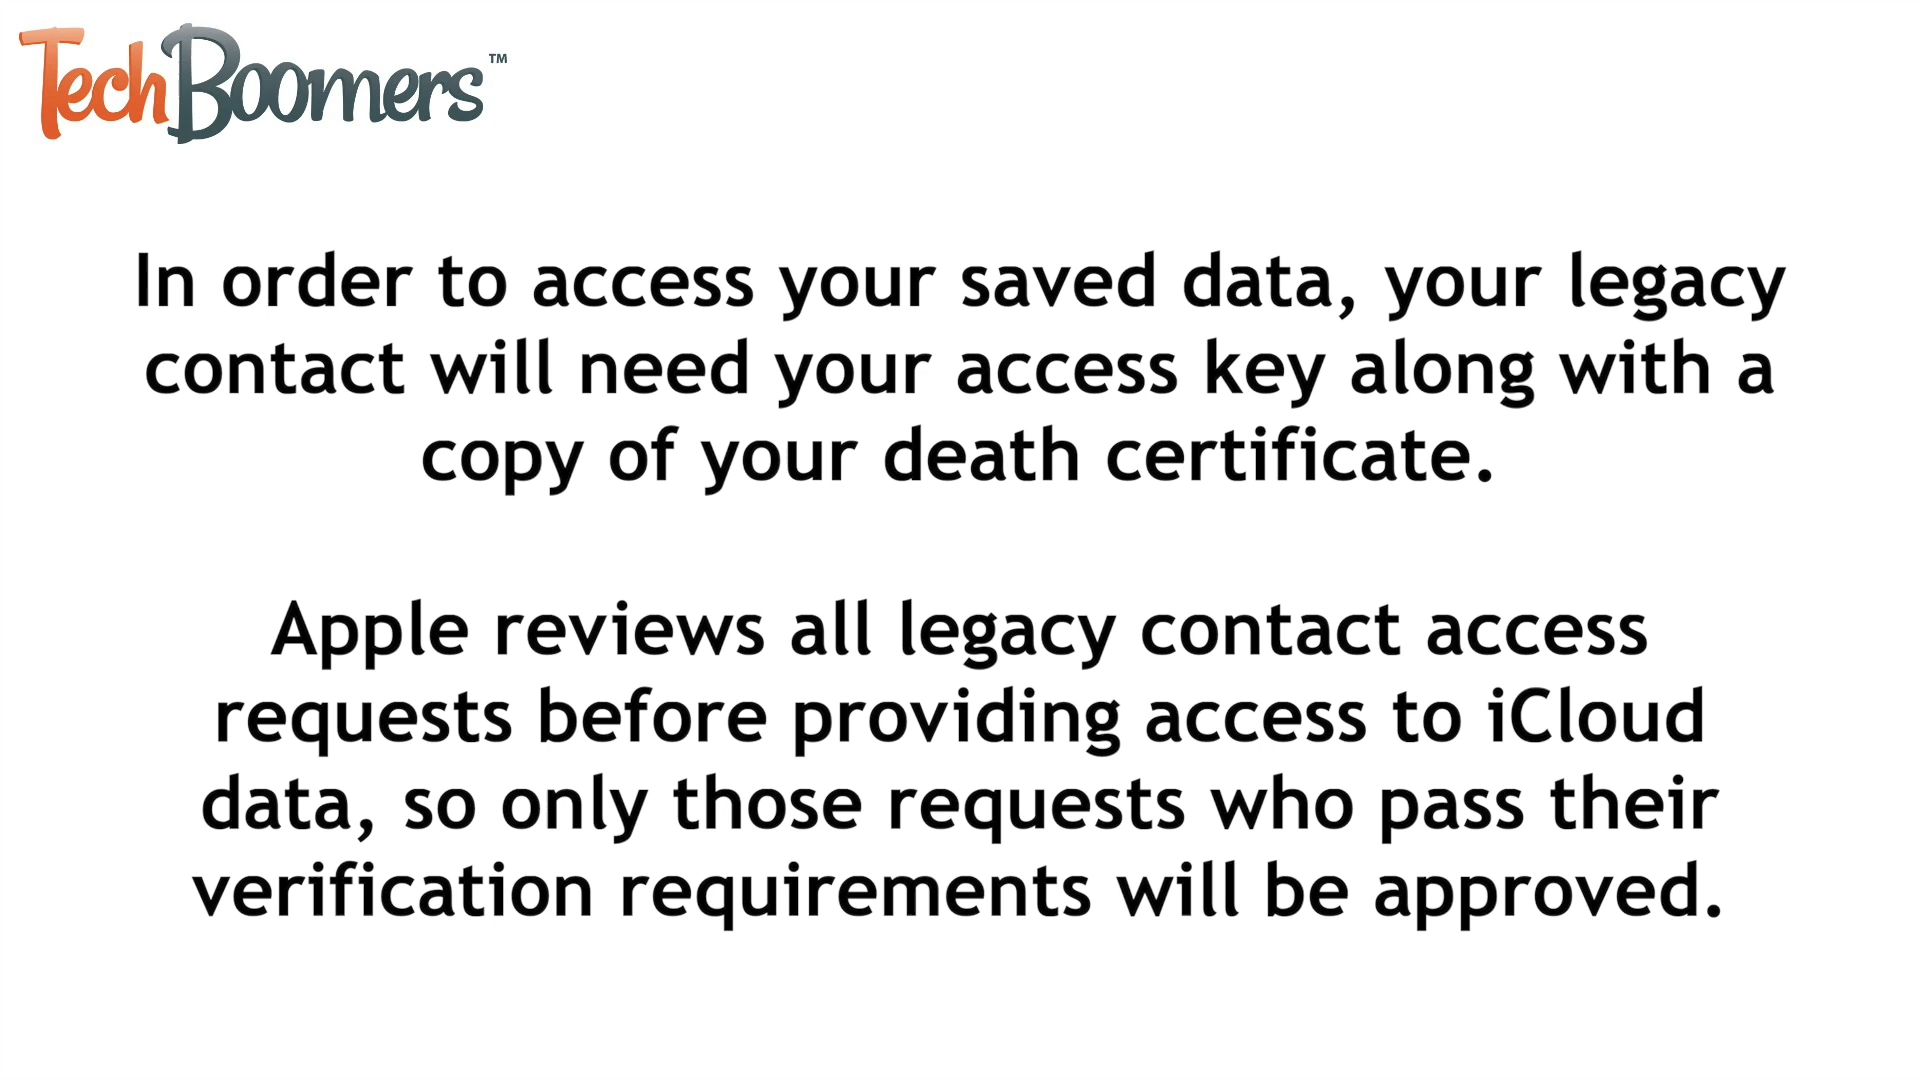 TechBoomers™
In order to access your saved data, your legacy
contact will need your access key along with a
copy of your death certificate.
Apple reviews all legacy contact access
requests before providing access to iCloud
data, so only those requests who pass their
verification requirements will be approved.